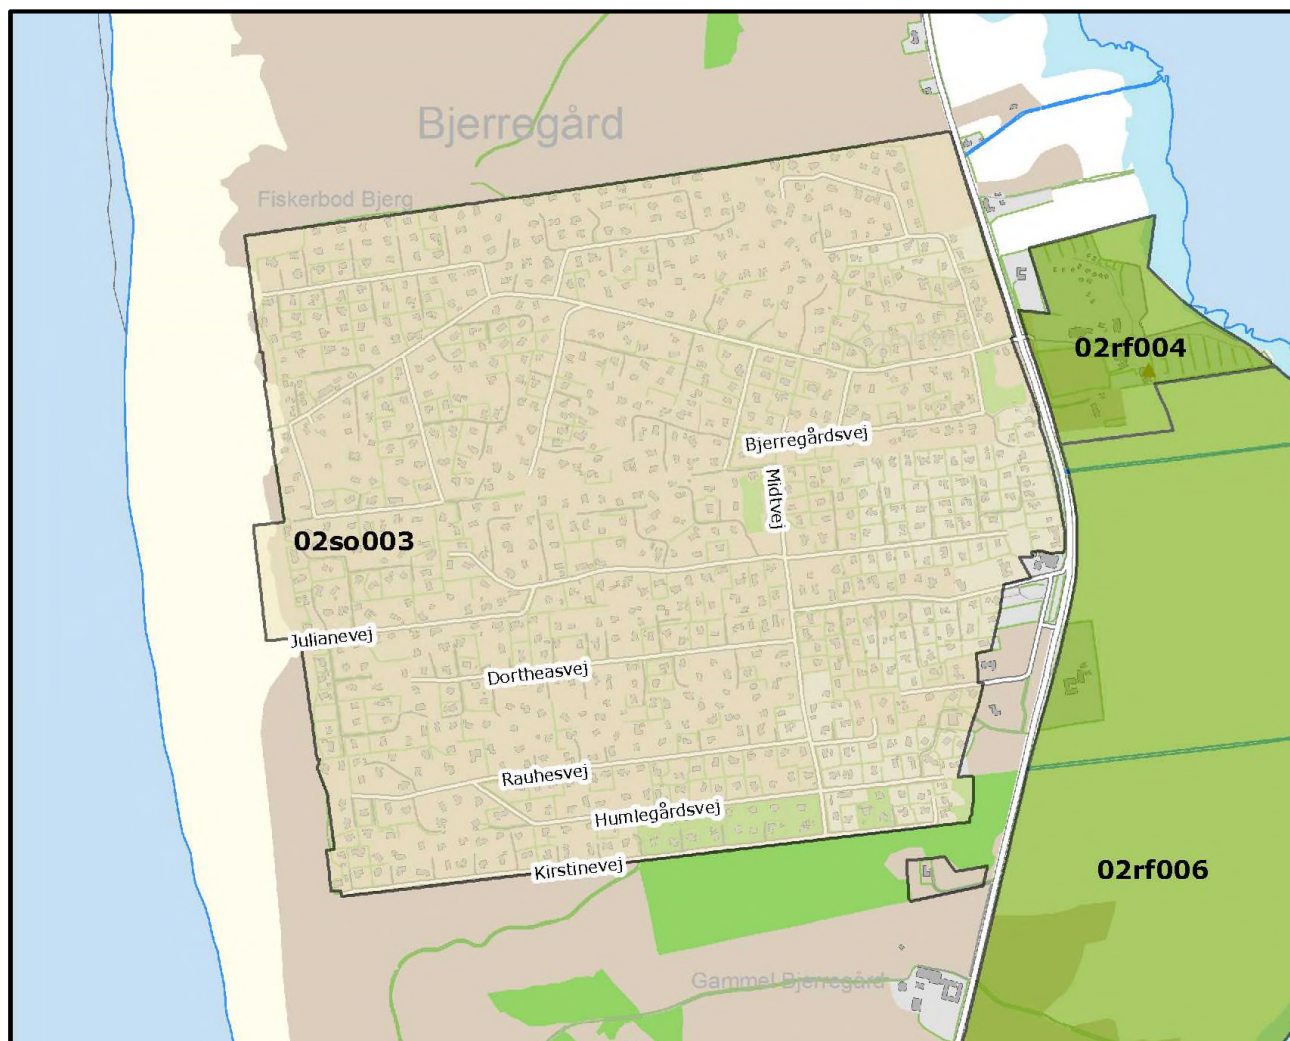 Bjerregård
Fiskerbod Bjerg
02rf004
Bjerregårdsvej
Midtvej
02so003
Julianevej
Dortheasvej
Rauhesvej
Humlegårdsvej
Kirstinevej
02rf006
Gammel Bjerregård